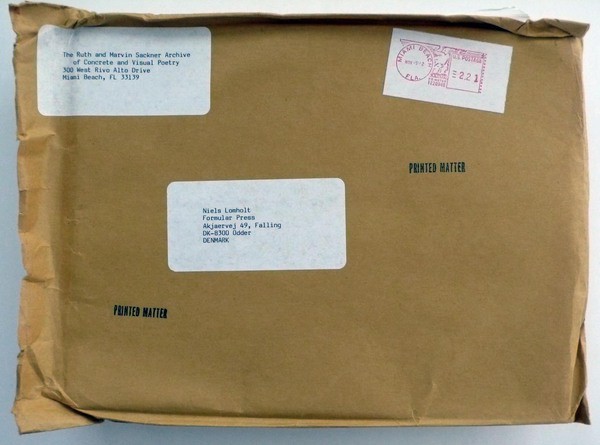 The Ruth and Marvin Sackner Archive
of Concrete and Visual Poetry
300 West Rivo Alto Drive
Miami Beach, FL 33139
MIAMI BEACH
FLA.
U.S. POSTAGE
2.21
PRINTED MATTER
Niels Lomholt
Formular Press
Akjaervej 49, Falling
DK-8300 Odder
DENMARK
PRINTED MATTER